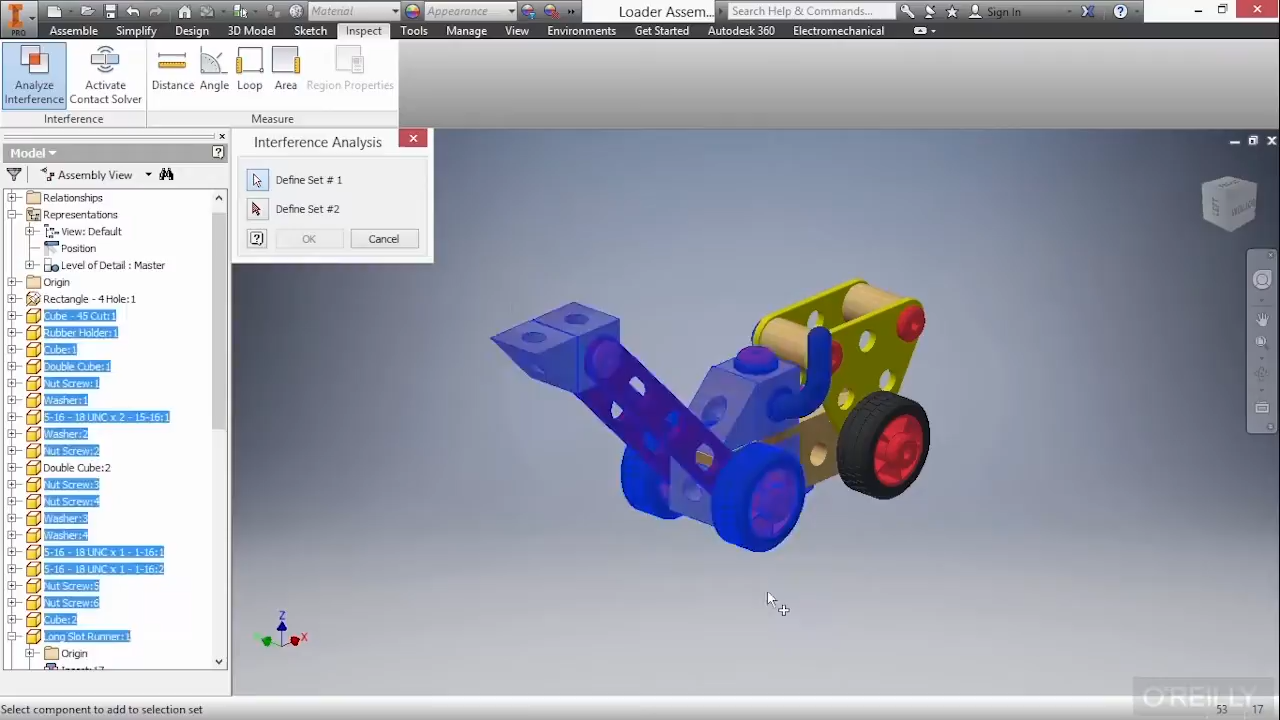 PRO
Material
Appearance
Loader Assem...
Search Help & Commands...
Sign In
Assemble Simplify Design 3D Model Sketch Inspect Tools Manage View Environments Get Started Autodesk 360 Electromechanical
Analyze Interference
Activate Contact Solver
Distance Angle Loop Area Region Properties
Interference
Measure
Model
Assembly View
Relationships
Representations
View: Default
Position
Level of Detail : Master
Origin
Rectangle - 4 Hole:1
Cube - 45 Cut:1
Rubber Holder:1
Cube:1
Double Cube:1
Nut Screw:1
Washer:1
5-16 - 18 UNC x 2 - 15-16:1
Washer:2
Nut Screw:2
Double Cube:2
Nut Screw:3
Nut Screw:4
Washer:3
Washer:4
5-16 - 18 UNC x 1 - 1-16:1
5-16 - 18 UNC x 1 - 1-16:2
Nut Screw:5
Nut Screw:6
Cube:2
Long Slot Runner:1
Origin
Interference Analysis
Define Set # 1
Define Set #2
OK
Cancel
LEFT
Z
X
O'REILLY
Select component to add to selection set
53 17